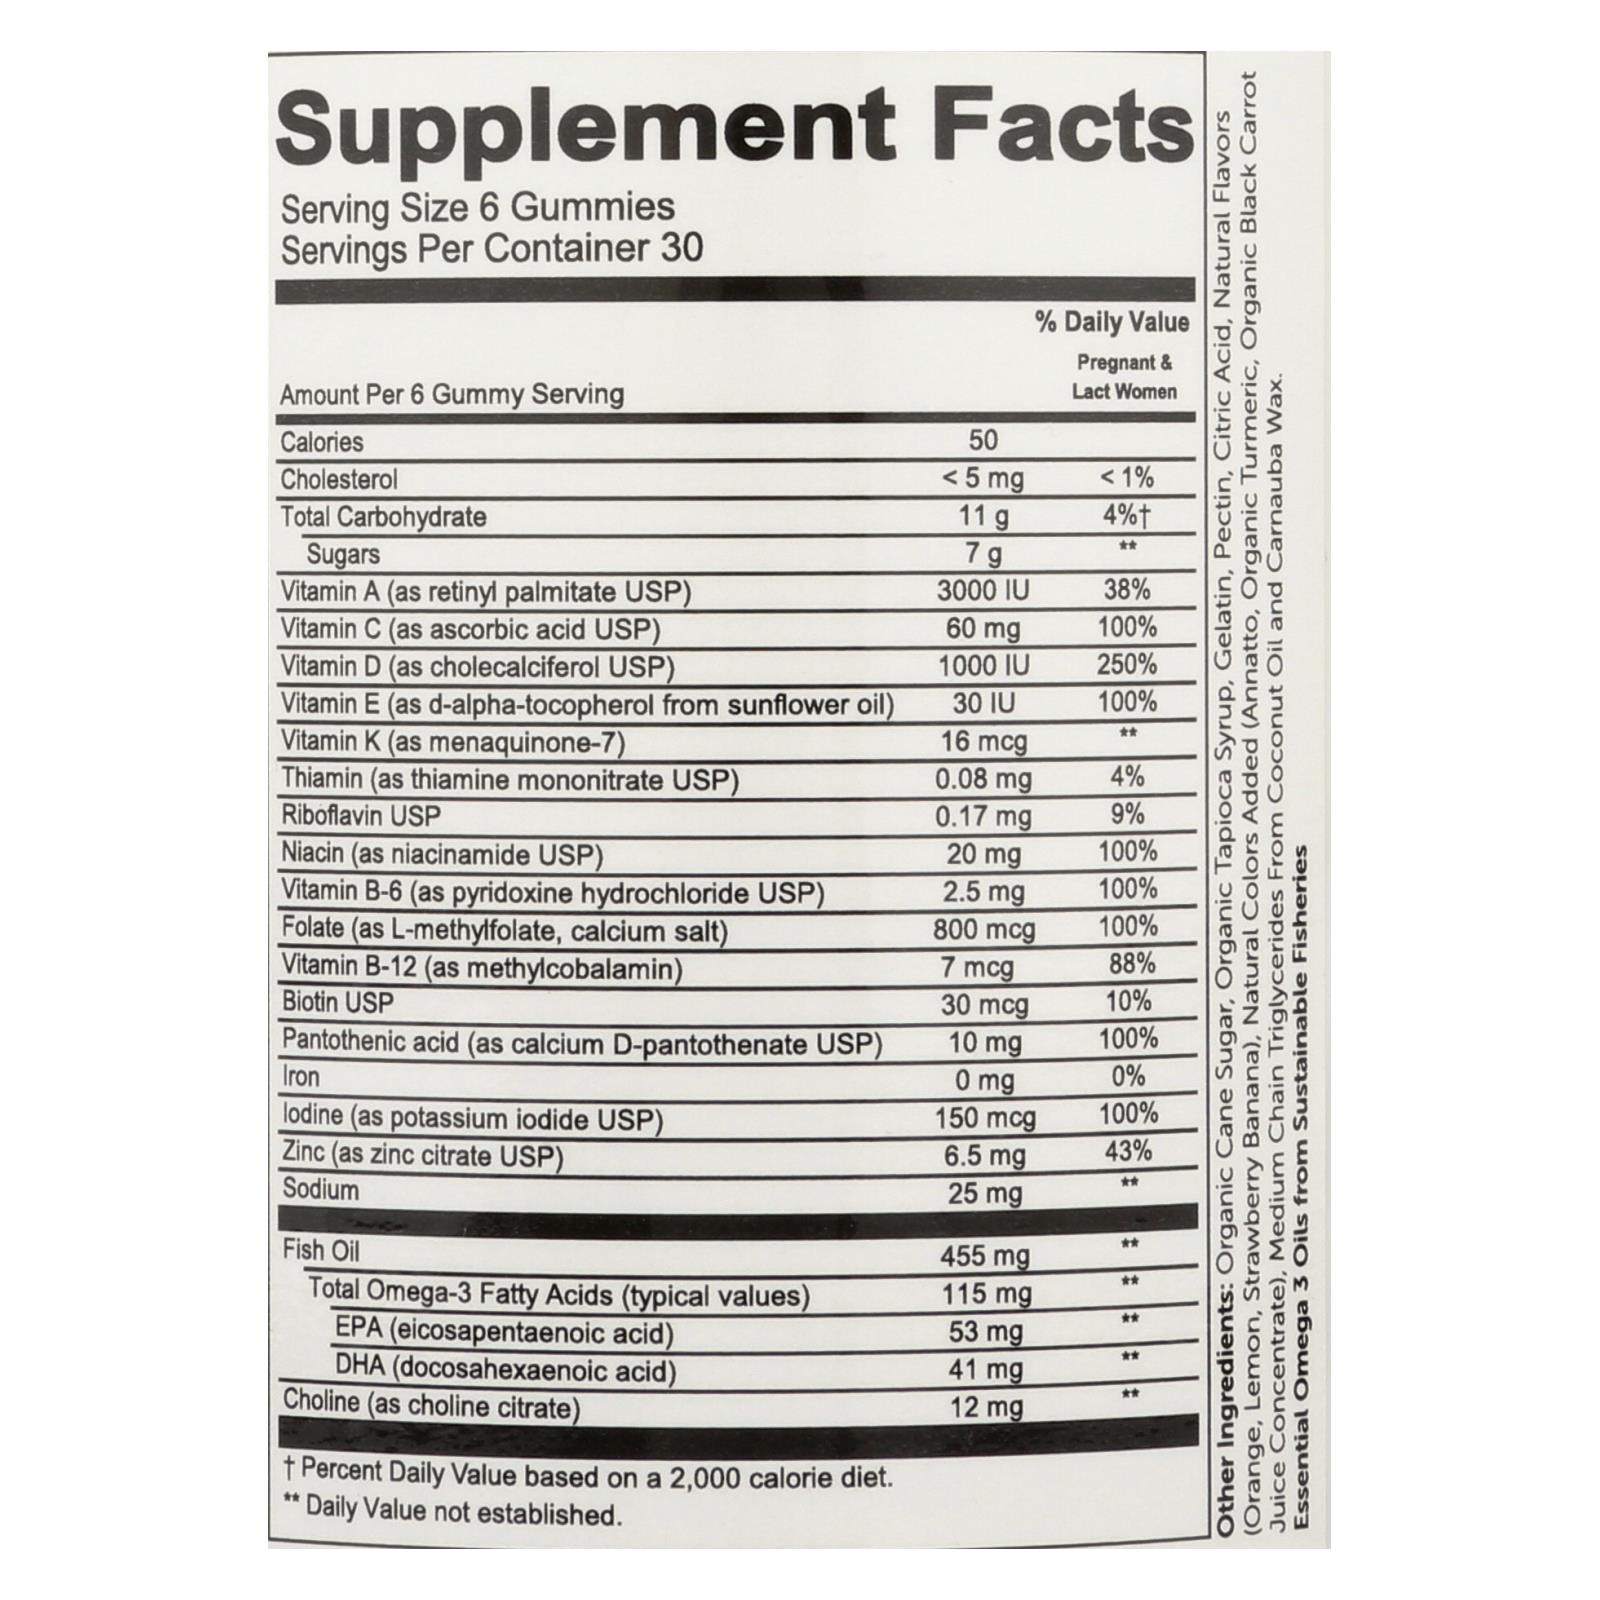 Supplement Facts
Serving Size 6 Gummies
Servings Per Container 30
% Daily Value
Pregnant &
Amount Per 6 Gummy Serving Lact Women
Calories 50
Cholesterol < 5 mg < 1%
Total Carbohydrate 11 g 4%†
Sugars 7 g **
Vitamin A (as retinyl palmitate USP) 3000 IU 38%
Vitamin C (as ascorbic acid USP) 60 mg 100%
Vitamin D (as cholecalciferol USP) 1000 IU 250%
Vitamin E (as d-alpha-tocopherol from sunflower oil) 30 IU 100%
Vitamin K (as menaquinone-7) 16 mcg **
Thiamin (as thiamine mononitrate USP) 0.08 mg 4%
Riboflavin USP 0.17 mg 9%
Niacin (as niacinamide USP) 20 mg 100%
Vitamin B-6 (as pyridoxine hydrochloride USP) 2.5 mg 100%
Folate (as L-methylfolate, calcium salt) 800 mcg 100%
Vitamin B-12 (as methylcobalamin) 7 mcg 88%
Biotin USP 30 mcg 10%
Pantothenic acid (as calcium D-pantothenate USP) 10 mg 100%
Iron 0 mg 0%
Iodine (as potassium iodide USP) 150 mcg 100%
Zinc (as zinc citrate USP) 6.5 mg 43%
Sodium 25 mg **
Fish Oil 455 mg **
Total Omega-3 Fatty Acids (typical values) 115 mg **
EPA (eicosapentaenoic acid) 53 mg **
DHA (docosahexaenoic acid) 41 mg **
Choline (as choline citrate) 12 mg **
† Percent Daily Value based on a 2,000 calorie diet.
** Daily Value not established.
Other Ingredients: Organic Cane Sugar, Organic Tapioca Syrup, Gelatin, Pectin, Citric Acid, Natural Flavors
(Orange, Lemon, Strawberry Banana), Natural Colors Added (Annatto, Organic Turmeric, Organic Black Carrot
Juice Concentrate), Medium Chain Triglycerides From Coconut Oil and Carnauba Wax.
Essential Omega 3 Oils from Sustainable Fisheries